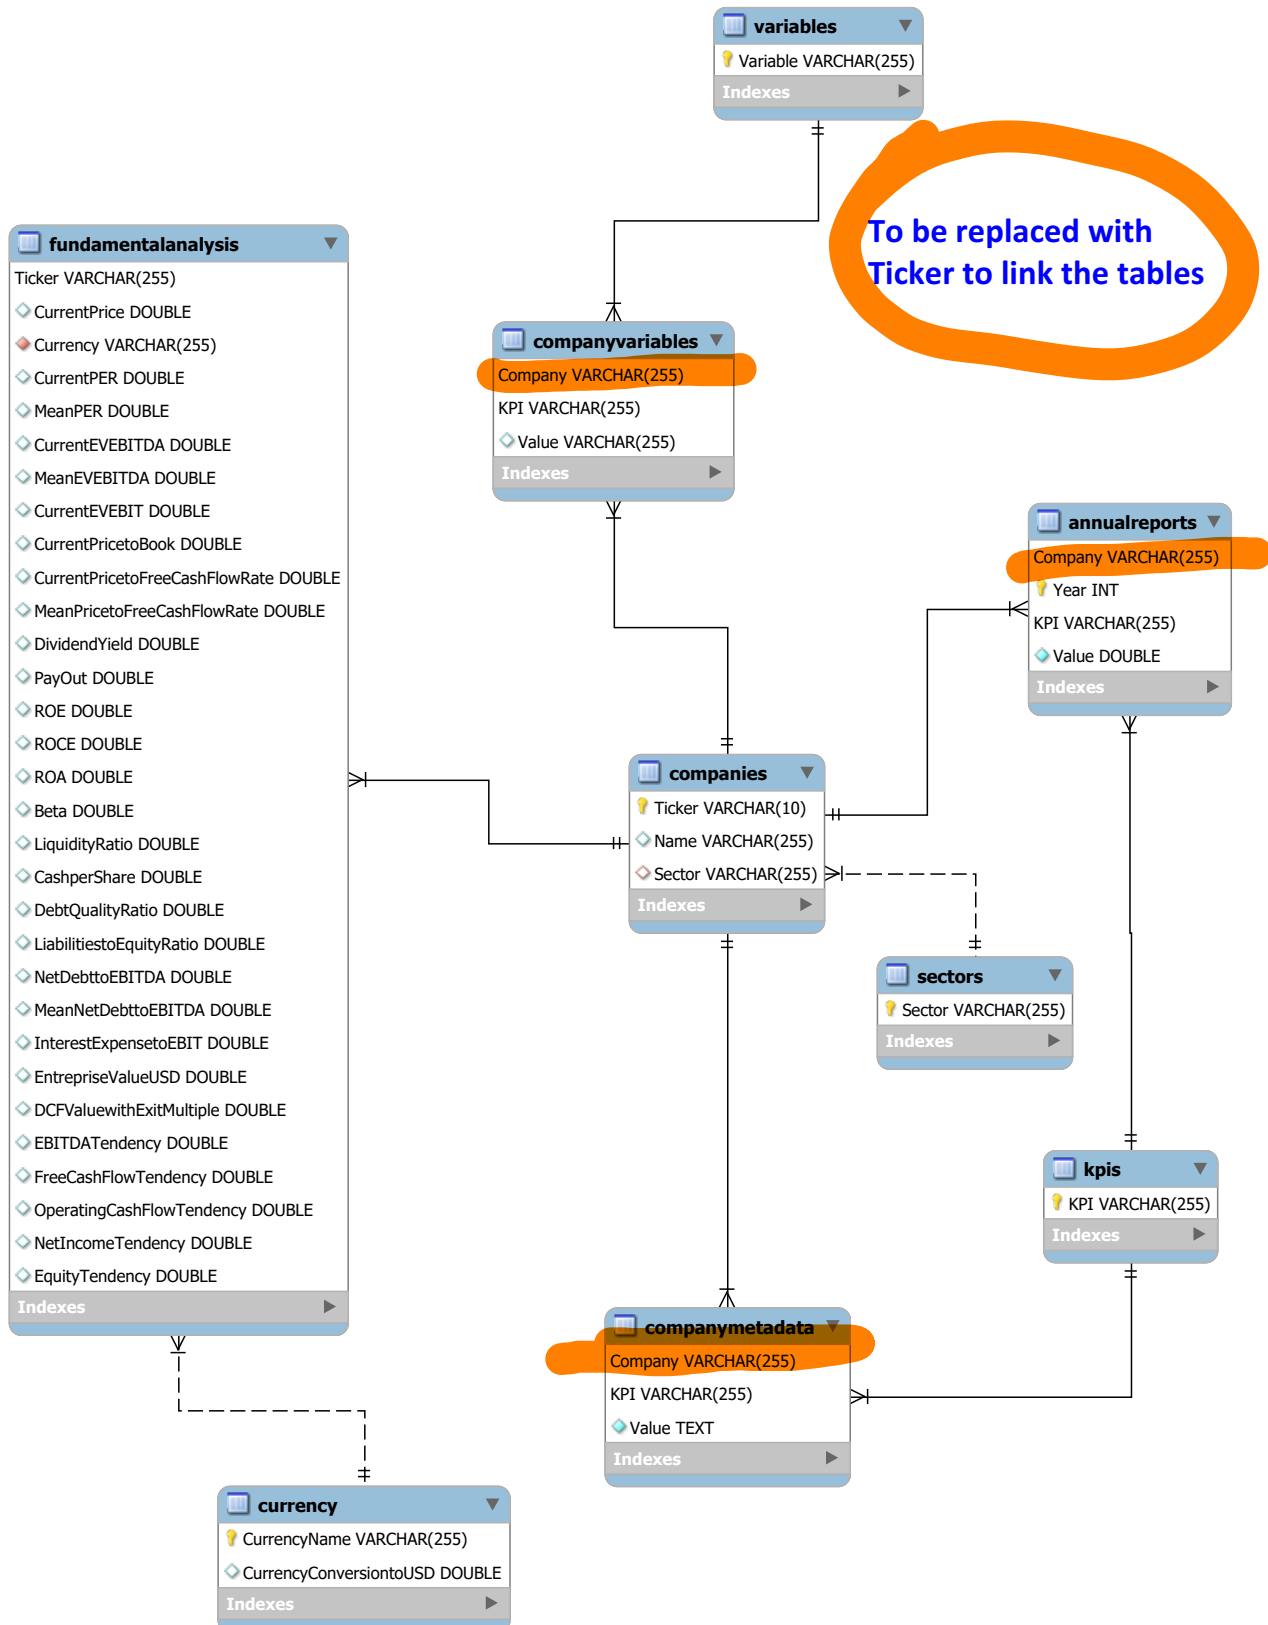 variables
Variable VARCHAR(255)
Indexes
To be replaced with
Ticker to link the tables
fundamentalanalysis
Ticker VARCHAR(255)
CurrentPrice DOUBLE
Currency VARCHAR(255)
CurrentPER DOUBLE
MeanPER DOUBLE
CurrentEVEBITDA DOUBLE
MeanEVEBITDA DOUBLE
CurrentEVEBIT DOUBLE
CurrentPricetoBook DOUBLE
CurrentPricetoFreeCashFlowRate DOUBLE
MeanPricetoFreeCashFlowRate DOUBLE
DividendYield DOUBLE
PayOut DOUBLE
ROE DOUBLE
ROCE DOUBLE
ROA DOUBLE
Beta DOUBLE
LiquidityRatio DOUBLE
CashperShare DOUBLE
DebtQualityRatio DOUBLE
LiabilitiestoEquityRatio DOUBLE
NetDebttoEBITDA DOUBLE
MeanNetDebttoEBITDA DOUBLE
InterestExpensetoEBIT DOUBLE
EntrepriseValueUSD DOUBLE
DCFValuewithExitMultiple DOUBLE
EBITDATendency DOUBLE
FreeCashFlowTendency DOUBLE
OperatingCashFlowTendency DOUBLE
NetIncomeTendency DOUBLE
EquityTendency DOUBLE
Indexes
companyvariables
Company VARCHAR(255)
KPI VARCHAR(255)
Value VARCHAR(255)
Indexes
annualreports
Company VARCHAR(255)
Year INT
KPI VARCHAR(255)
Value DOUBLE
Indexes
companies
Ticker VARCHAR(10)
Name VARCHAR(255)
Sector VARCHAR(255)
Indexes
sectors
Sector VARCHAR(255)
Indexes
kpis
KPI VARCHAR(255)
Indexes
companymetadata
Company VARCHAR(255)
KPI VARCHAR(255)
Value TEXT
Indexes
currency
CurrencyName VARCHAR(255)
CurrencyConversiontoUSD DOUBLE
Indexes